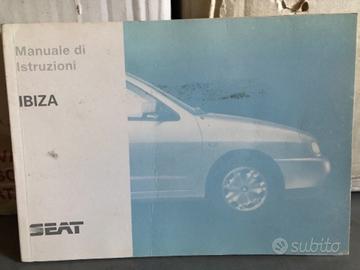 Manuale di
Istruzioni
IBIZA
SEAT
subito